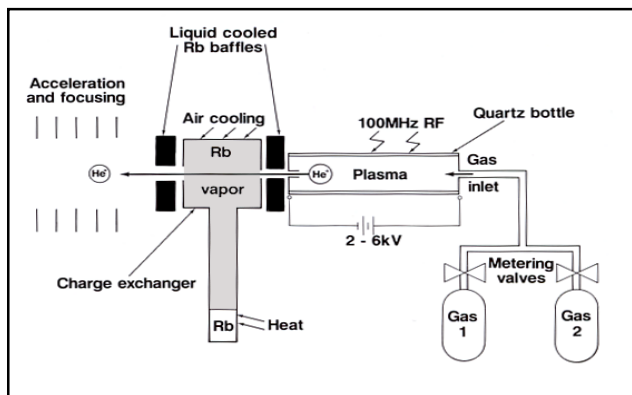 Liquid cooled
Rb baffles
Acceleration
and focusing
Air cooling
100MHz RF
Quartz bottle
Rb
Gas
He
He
Plasma
vapor
inlet
2 - 6kV
Charge exchanger
Metering
valves
Rb
Heat
Gas
1
Gas
2